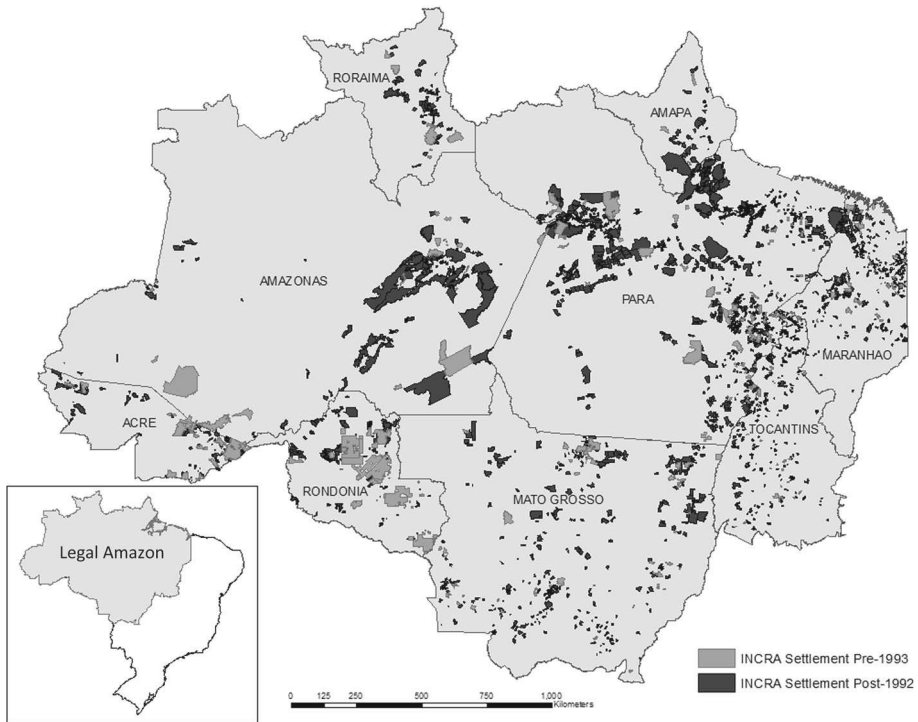 RORAIMA
AMAPA
AMAZONAS
PARA
MARANHAO
ACRE
TOCANTINS
RONDONIA
MATO GROSSO
Legal Amazon
INCRA Settlement Pre-1993
INCRA Settlement Post-1992
0 125 250 500 750 1,000
Kilometers